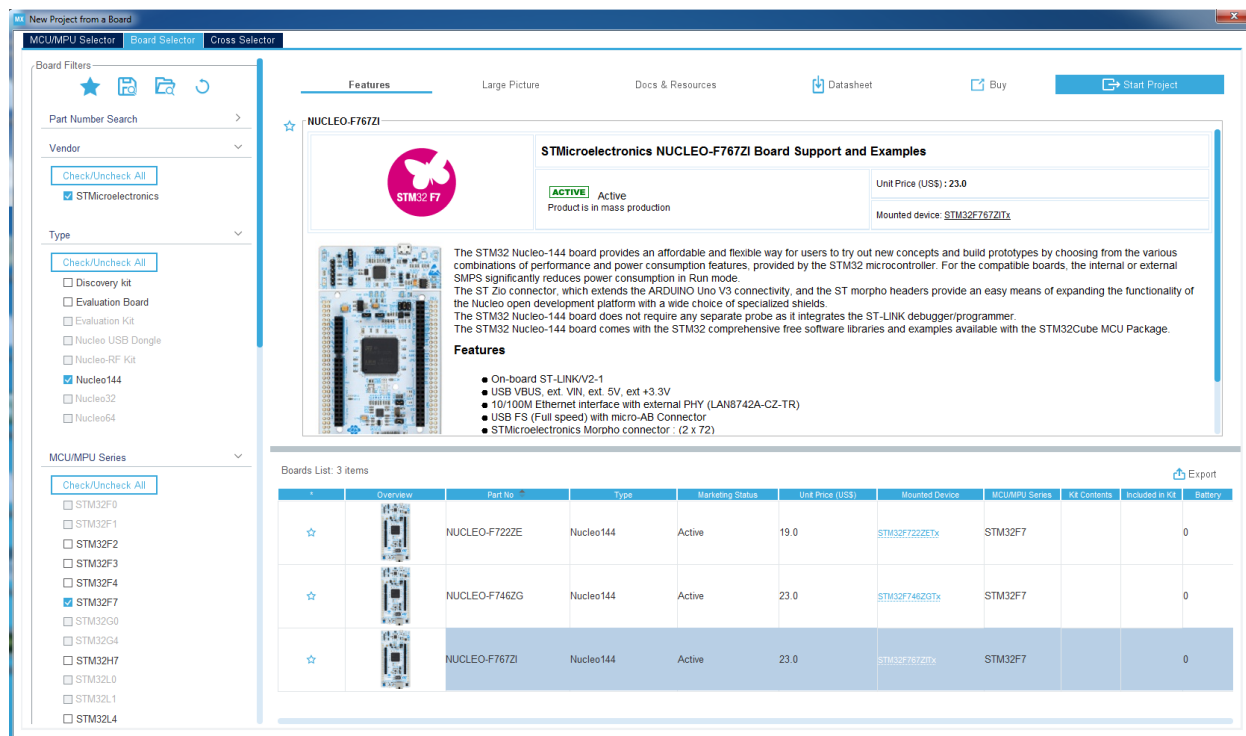 MX New Project from a Board
MCU/MPU Selector Board Selector Cross Selector
Board Filters
Part Number Search
Vendor
Check/Uncheck All
STMicroelectronics
Type
Check/Uncheck All
Discovery kit
Evaluation Board
Evaluation Kit
Nucleo USB Dongle
Nucleo-RF Kit
Nucleo144
Nucleo32
Nucleo64
MCU/MPU Series
Check/Uncheck All
STM32F0
STM32F1
STM32F2
STM32F3
STM32F4
STM32F7
STM32G0
STM32G4
STM32H7
STM32L0
STM32L1
STM32L4
Features Large Picture Docs & Resources Datasheet Buy Start Project
NUCLEO-F767ZI
STM32 F7
STMicroelectronics NUCLEO-F767ZI Board Support and Examples
ACTIVE Active
Product is in mass production
Unit Price (US$) : 23.0
Mounted device: STM32F767ZITx
The STM32 Nucleo-144 board provides an affordable and flexible way for users to try out new concepts and build prototypes by choosing from the various
combinations of performance and power consumption features, provided by the STM32 microcontroller. For the compatible boards, the internal or external
SMPS significantly reduces power consumption in Run mode.
The ST Zio connector, which extends the ARDUINO Uno V3 connectivity, and the ST morpho headers provide an easy means of expanding the functionality of
the Nucleo open development platform with a wide choice of specialized shields.
The STM32 Nucleo-144 board does not require any separate probe as it integrates the ST-LINK debugger/programmer.
The STM32 Nucleo-144 board comes with the STM32 comprehensive free software libraries and examples available with the STM32Cube MCU Package.
Features
● On-board ST-LINK/V2-1
● USB VBUS, ext. VIN, ext. 5V, ext +3.3V
● 10/100M Ethernet interface with external PHY (LAN8742A-CZ-TR)
● USB FS (Full speed) with micro-AB Connector
● STMicroelectronics Morpho connector : (2 x 72)
Boards List: 3 items
Export
* Overview Part No Type Marketing Status Unit Price (US$) Mounted Device MCU/MPU Series Kit Contents Included in Kit Battery
NUCLEO-F722ZE Nucleo144 Active 19.0 STM32F722ZETx STM32F7 0
NUCLEO-F746ZG Nucleo144 Active 23.0 STM32F746ZGTx STM32F7 0
NUCLEO-F767ZI Nucleo144 Active 23.0 STM32F767ZITx STM32F7 0